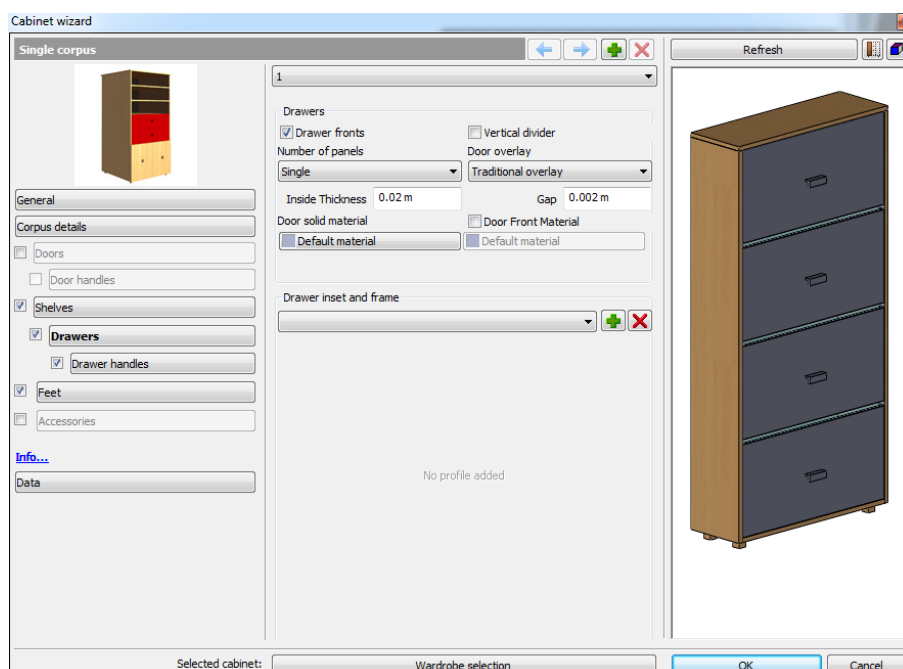 Cabinet wizard
Single corpus
Refresh
1
Drawers
Drawer fronts
Vertical divider
Number of panels
Door overlay
Single
Traditional overlay
Inside Thickness
0.02 m
Gap
0.002 m
Door solid material
Door Front Material
Default material
Default material
Drawer inset and frame
No profile added
General
Corpus details
Doors
Door handles
Shelves
Drawers
Drawer handles
Feet
Accessories
Info...
Data
Selected cabinet:
Wardrobe selection
OK
Cancel